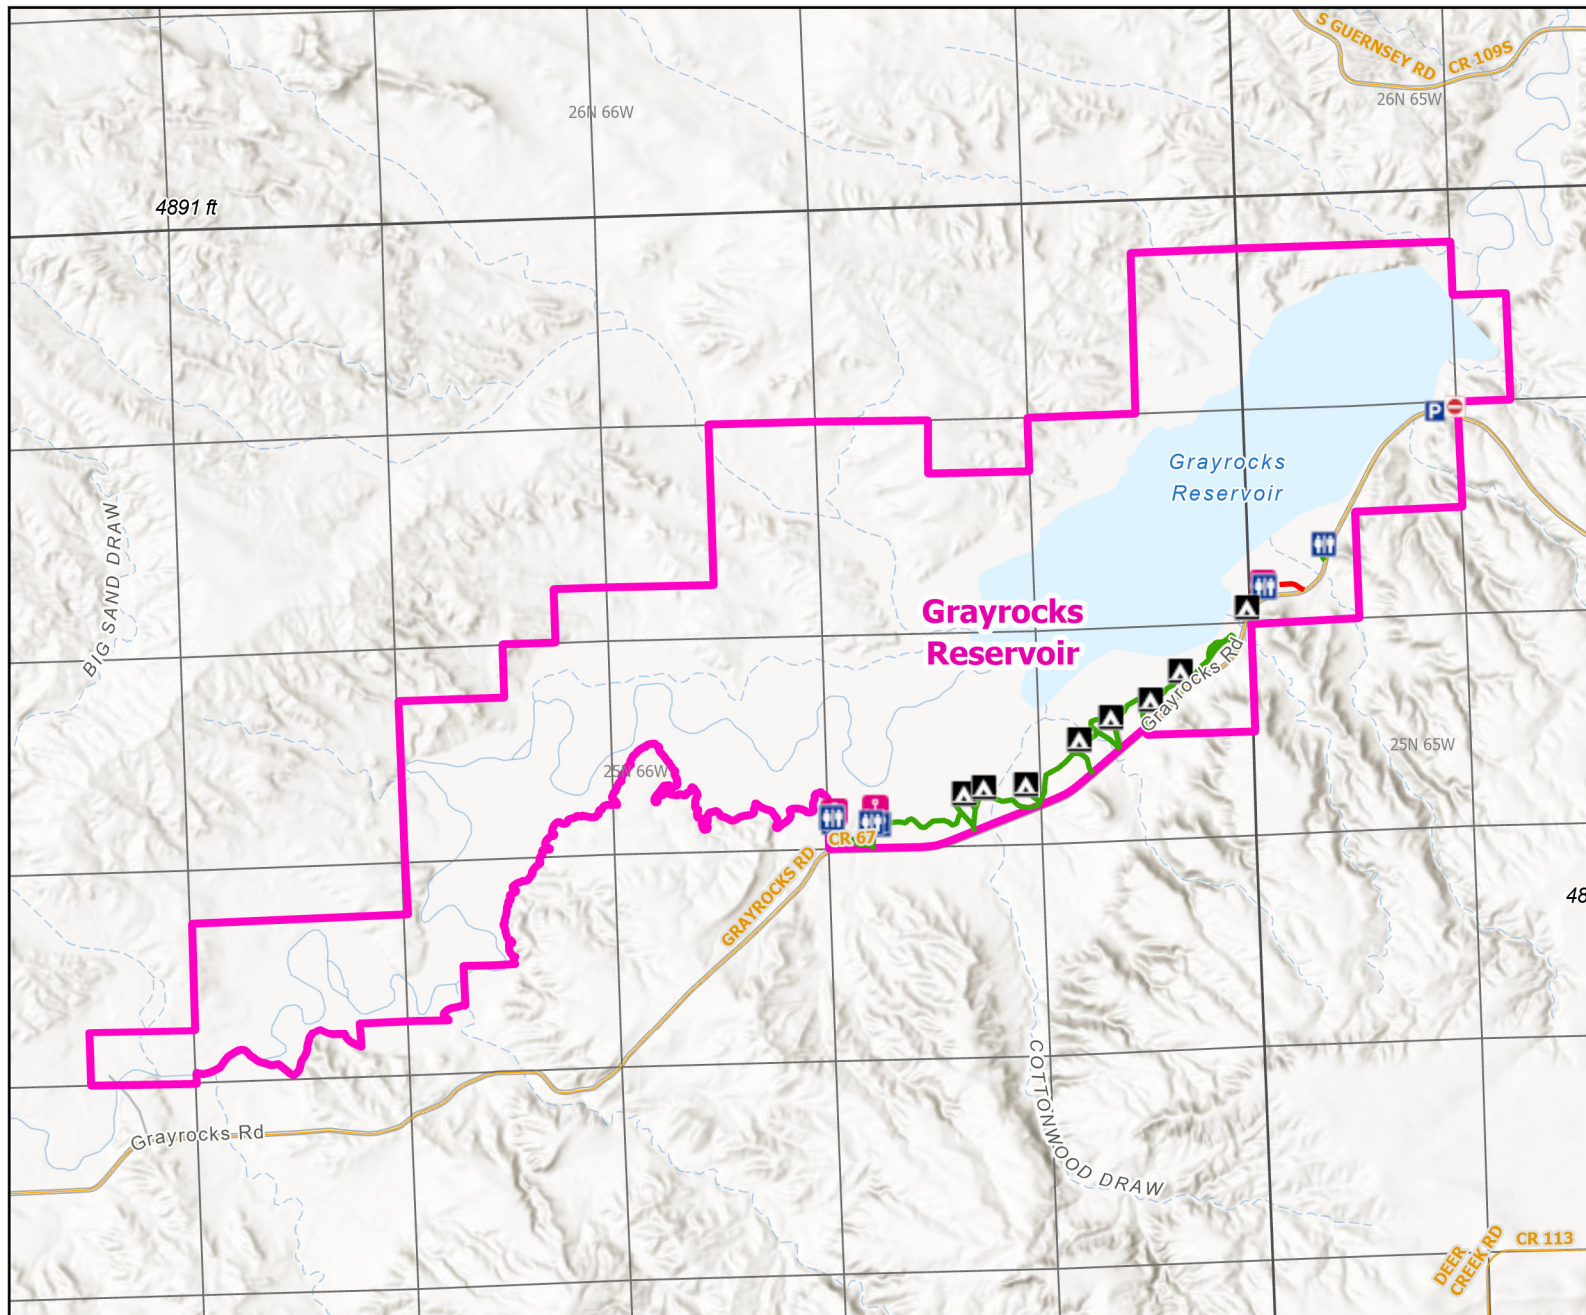 S GUERNSEY RD
CR 109S
26N 66W
26N 65W
4891 ft
Grayrocks
Reservoir
P
BIG SAND DRAW
Grayrocks
Reservoir
Grayrocks Rd
25N 66W
25N 65W
CR 67
GRAYROCKS RD
48
COTTONWOOD DRAW
Grayrocks Rd
DEER
CREEK RD
CR 113